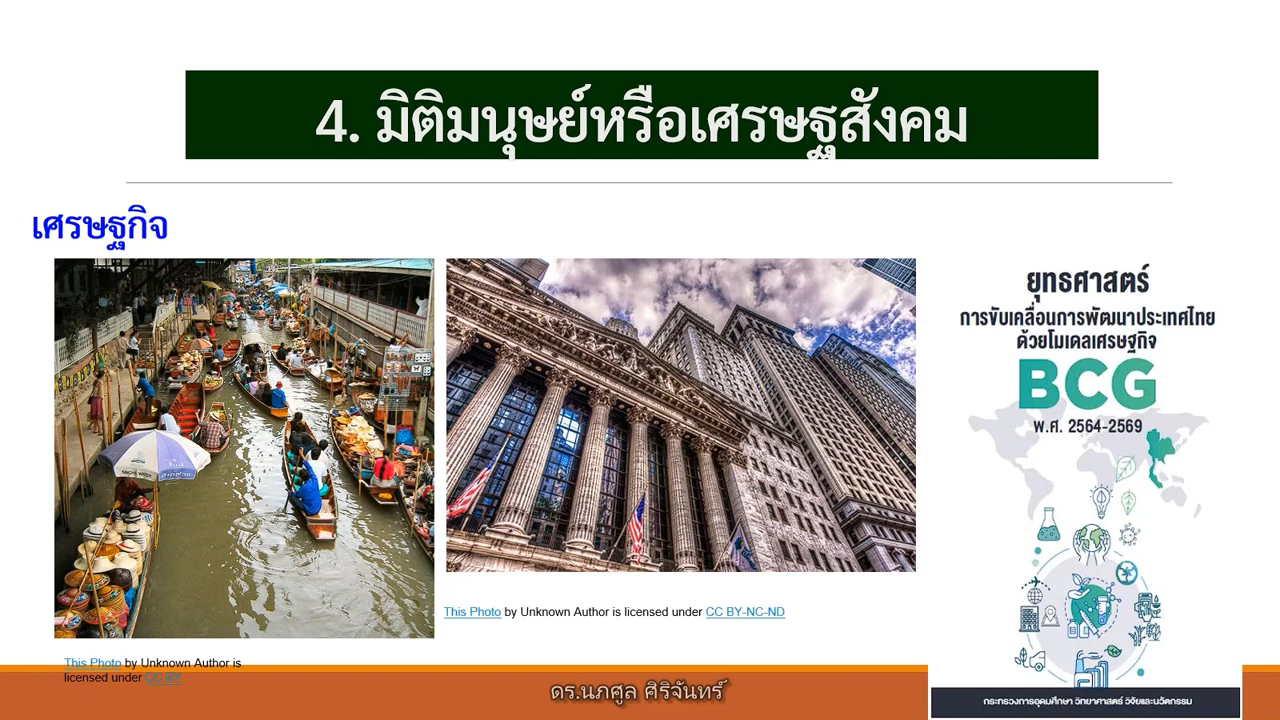 4. มิติมนุษย์หรือเศรษฐสังคม
เศรษฐกิจ
ยุทธศาสตร์
การขับเคลื่อนการพัฒนาประเทศไทย
ด้วยโมเดลเศรษฐกิจ
BCG
พ.ศ. 2564-2569
This Photo by Unknown Author is licensed under CC BY-NC-ND
This Photo by Unknown Author is
licensed under CC BY
ดร.นภศูล ศิริจันทร์
กระทรวงการอุดมศึกษา วิทยาศาสตร์ วิจัยและนวัตกรรม